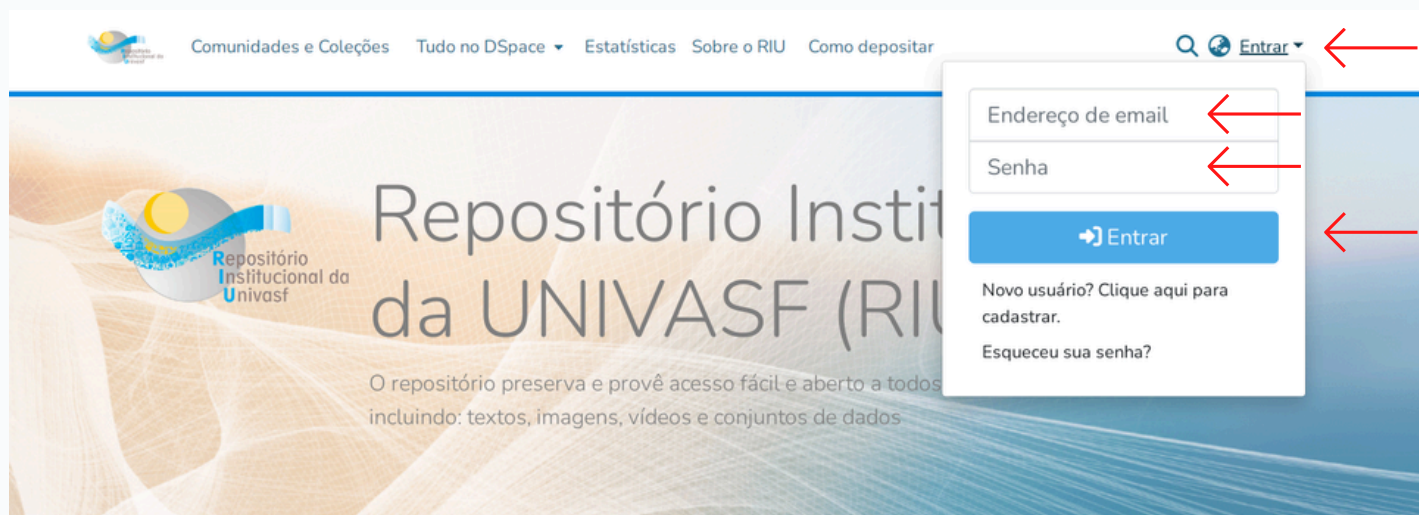 Comunidades e Coleções Tudo no DSpace Estatísticas Sobre o RIU Como depositar Entrar
Endereço de email
Senha
Entrar
Novo usuário? Clique aqui para
cadastrar.
Esqueceu sua senha?
Repositório
Institucional da
Univasf
Repositório Instit
da UNIVASF (RIU
O repositório preserva e provê acesso fácil e aberto a todos
incluindo: textos, imagens, vídeos e conjuntos de dados